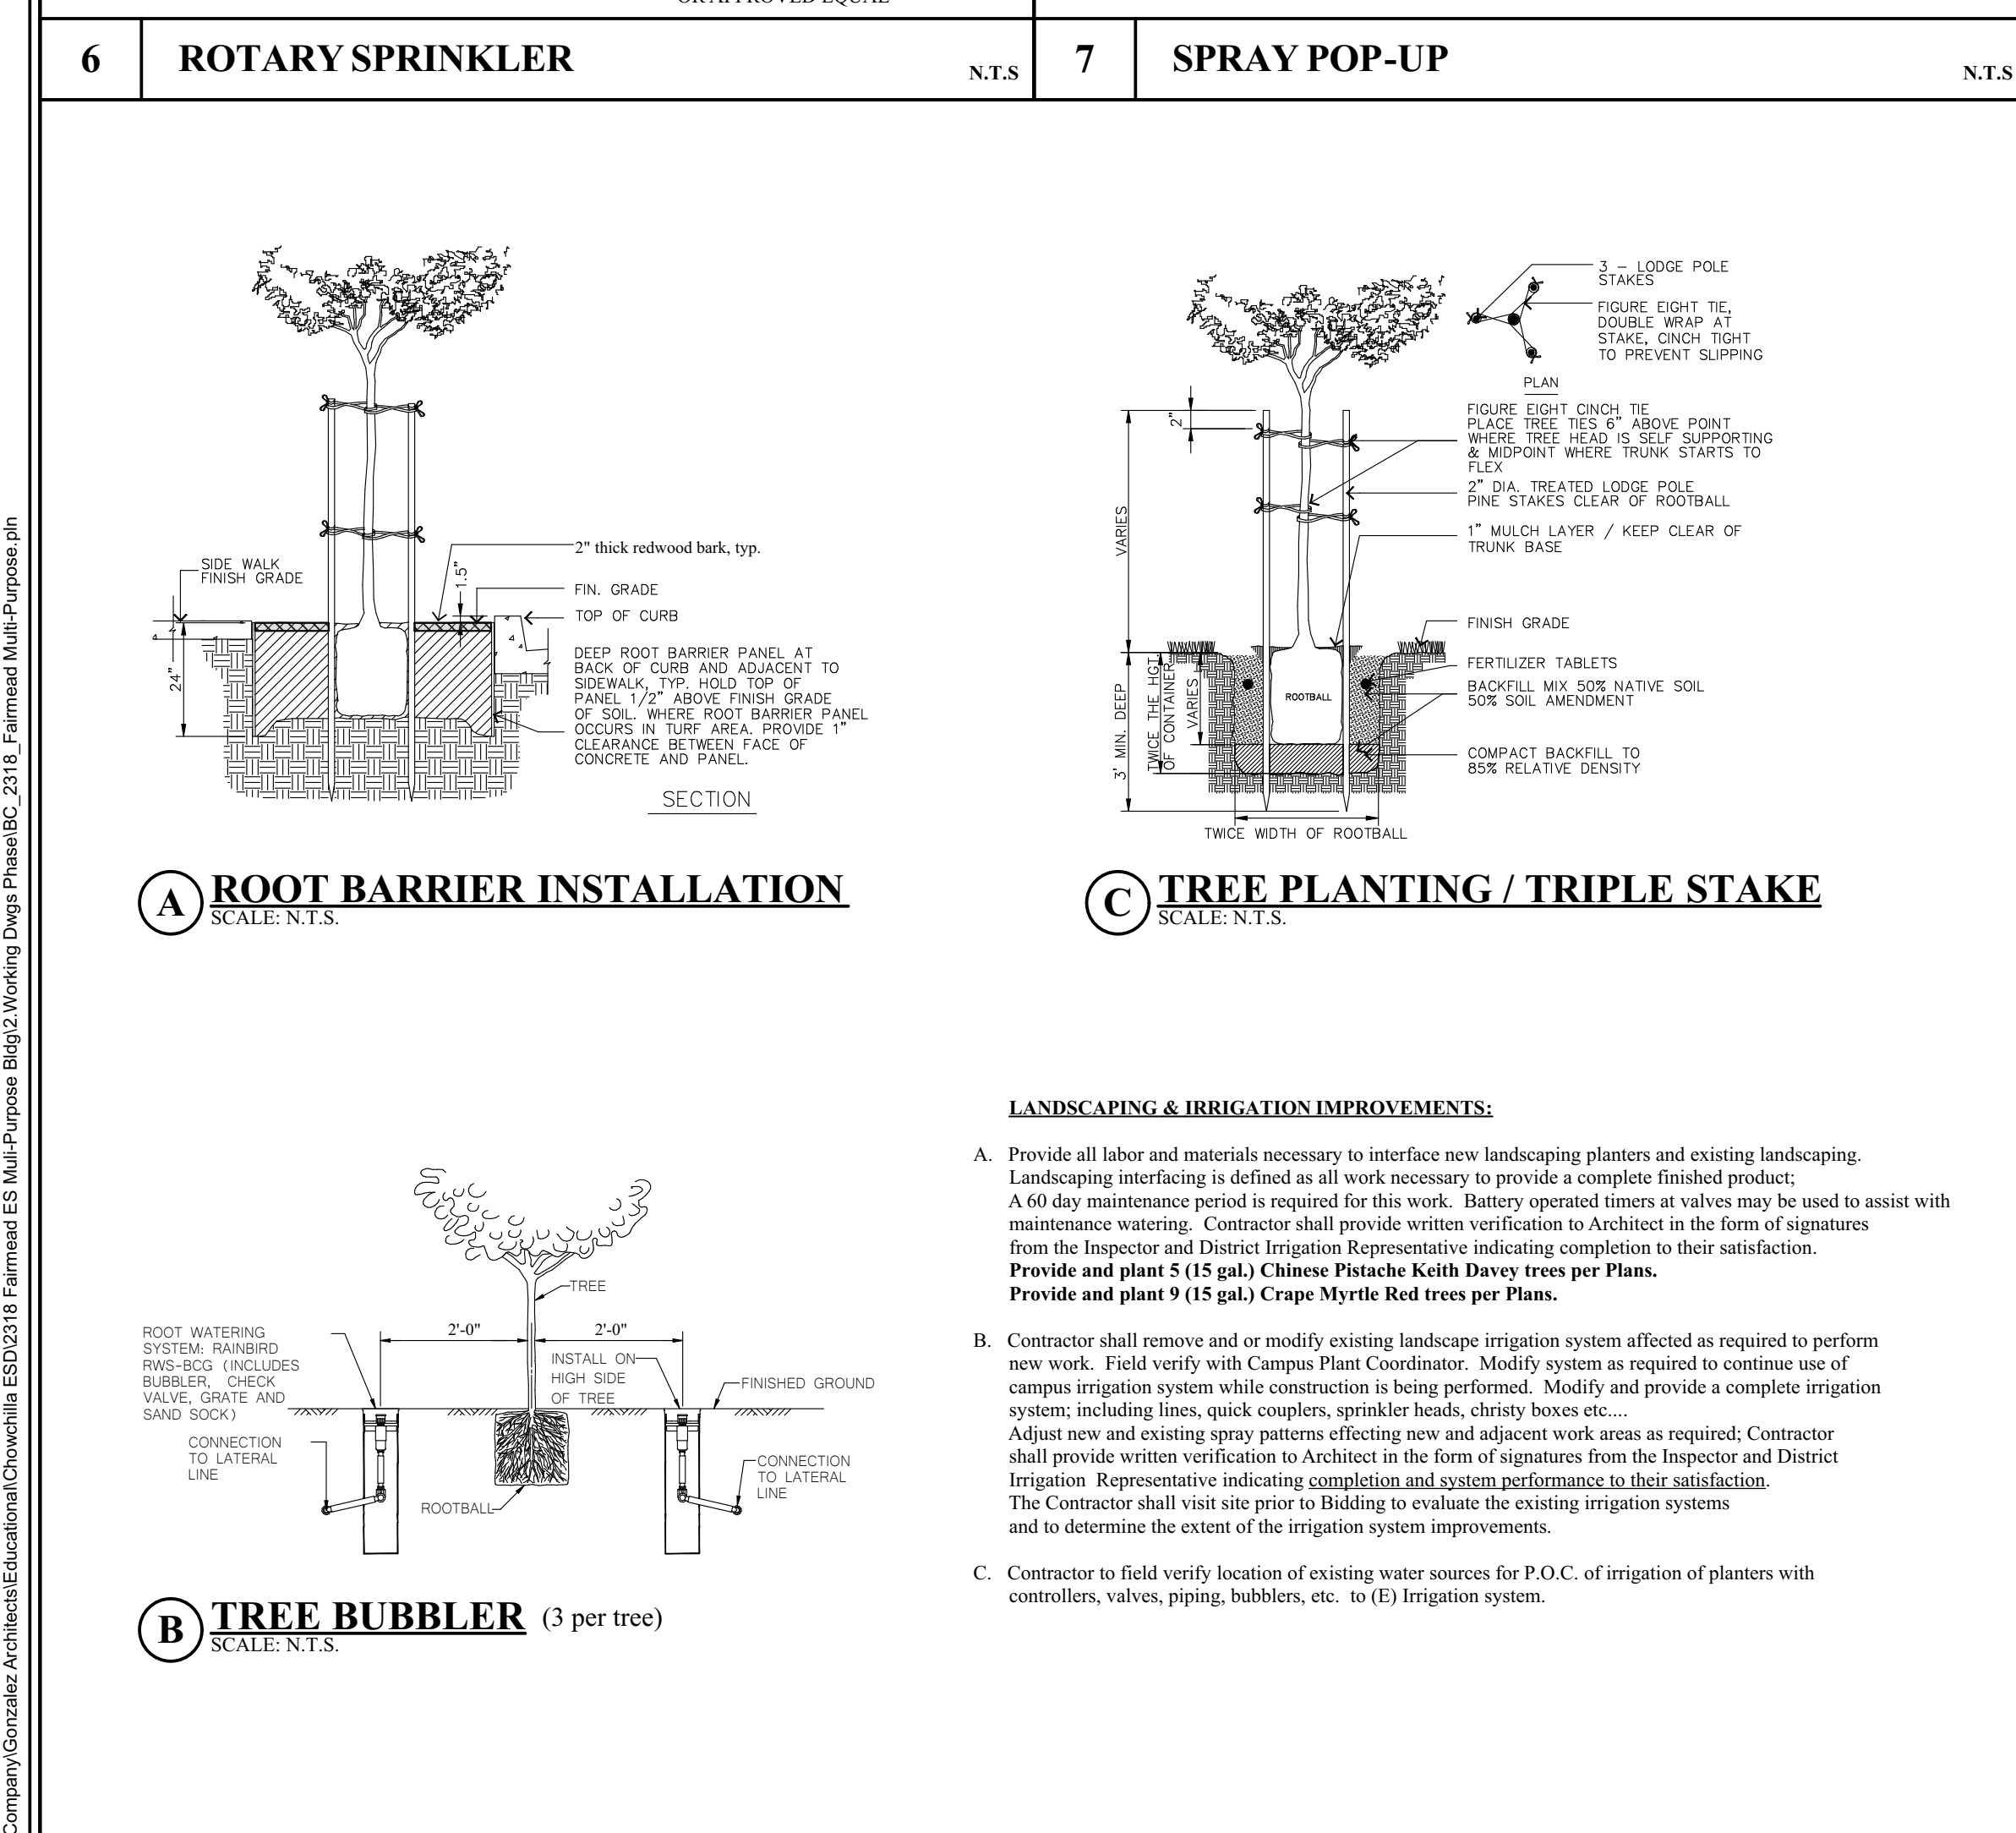 OR APPROVED EQUAL
6 ROTARY SPRINKLER N.T.S
7 SPRAY POP-UP N.T.S
SIDE WALK
FINISH GRADE
24"
1.5"
2" thick redwood bark, typ.
FIN. GRADE
TOP OF CURB
DEEP ROOT BARRIER PANEL AT
BACK OF CURB AND ADJACENT TO
SIDEWALK, TYP. HOLD TOP OF
PANEL 1/2" ABOVE FINISH GRADE
OF SOIL. WHERE ROOT BARRIER PANEL
OCCURS IN TURF AREA. PROVIDE 1"
CLEARANCE BETWEEN FACE OF
CONCRETE AND PANEL.
SECTION
A ROOT BARRIER INSTALLATION
SCALE: N.T.S.
3 – LODGE POLE
STAKES
FIGURE EIGHT TIE,
DOUBLE WRAP AT
STAKE, CINCH TIGHT
TO PREVENT SLIPPING
PLAN
FIGURE EIGHT CINCH TIE
PLACE TREE TIES 6" ABOVE POINT
WHERE TREE HEAD IS SELF SUPPORTING
& MIDPOINT WHERE TRUNK STARTS TO
FLEX
2" DIA. TREATED LODGE POLE
PINE STAKES CLEAR OF ROOTBALL
1" MULCH LAYER / KEEP CLEAR OF
TRUNK BASE
FINISH GRADE
FERTILIZER TABLETS
BACKFILL MIX 50% NATIVE SOIL
50% SOIL AMENDMENT
COMPACT BACKFILL TO
85% RELATIVE DENSITY
2"
VARIES
3' MIN. DEEP
TWICE THE HGT.
OF CONTAINER
VARIES
ROOTBALL
TWICE WIDTH OF ROOTBALL
C TREE PLANTING / TRIPLE STAKE
SCALE: N.T.S.
ROOT WATERING
SYSTEM: RAINBIRD
RWS-BCG (INCLUDES
BUBBLER, CHECK
VALVE, GRATE AND
SAND SOCK)
CONNECTION
TO LATERAL
LINE
2'-0"
2'-0"
TREE
INSTALL ON
HIGH SIDE
OF TREE
FINISHED GROUND
CONNECTION
TO LATERAL
LINE
ROOTBALL
B TREE BUBBLER (3 per tree)
SCALE: N.T.S.
LANDSCAPING & IRRIGATION IMPROVEMENTS:
A. Provide all labor and materials necessary to interface new landscaping planters and existing landscaping.
Landscaping interfacing is defined as all work necessary to provide a complete finished product;
A 60 day maintenance period is required for this work. Battery operated timers at valves may be used to assist with
maintenance watering. Contractor shall provide written verification to Architect in the form of signatures
from the Inspector and District Irrigation Representative indicating completion to their satisfaction.
Provide and plant 5 (15 gal.) Chinese Pistache Keith Davey trees per Plans.
Provide and plant 9 (15 gal.) Crape Myrtle Red trees per Plans.
B. Contractor shall remove and or modify existing landscape irrigation system affected as required to perform
new work. Field verify with Campus Plant Coordinator. Modify system as required to continue use of
campus irrigation system while construction is being performed. Modify and provide a complete irrigation
system; including lines, quick couplers, sprinkler heads, christy boxes etc....
Adjust new and existing spray patterns effecting new and adjacent work areas as required; Contractor
shall provide written verification to Architect in the form of signatures from the Inspector and District
Irrigation Representative indicating completion and system performance to their satisfaction.
The Contractor shall visit site prior to Bidding to evaluate the existing irrigation systems
and to determine the extent of the irrigation system improvements.
C. Contractor to field verify location of existing water sources for P.O.C. of irrigation of planters with
controllers, valves, piping, bubblers, etc. to (E) Irrigation system.
Company\Gonzalez Architects\Educational\Chowchilla ESD\2318 Fairmead ES Muli-Purpose Bldg\2.Working Dwgs Phase\BC_2318_Fairmead Multi-Purpose.pln